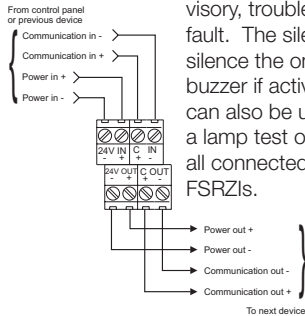 From control panel
or previous device
Communication in -
Communication in +
Power in +
Power in -
24V IN C IN
- + + -
24V OUT C OUT
- + + -
Power out +
Power out -
Communication out -
Communication out +
To next device
visory, trouble
fault. The sile
silence the or
buzzer if activ
can also be u
a lamp test o
all connected
FSRZIs.